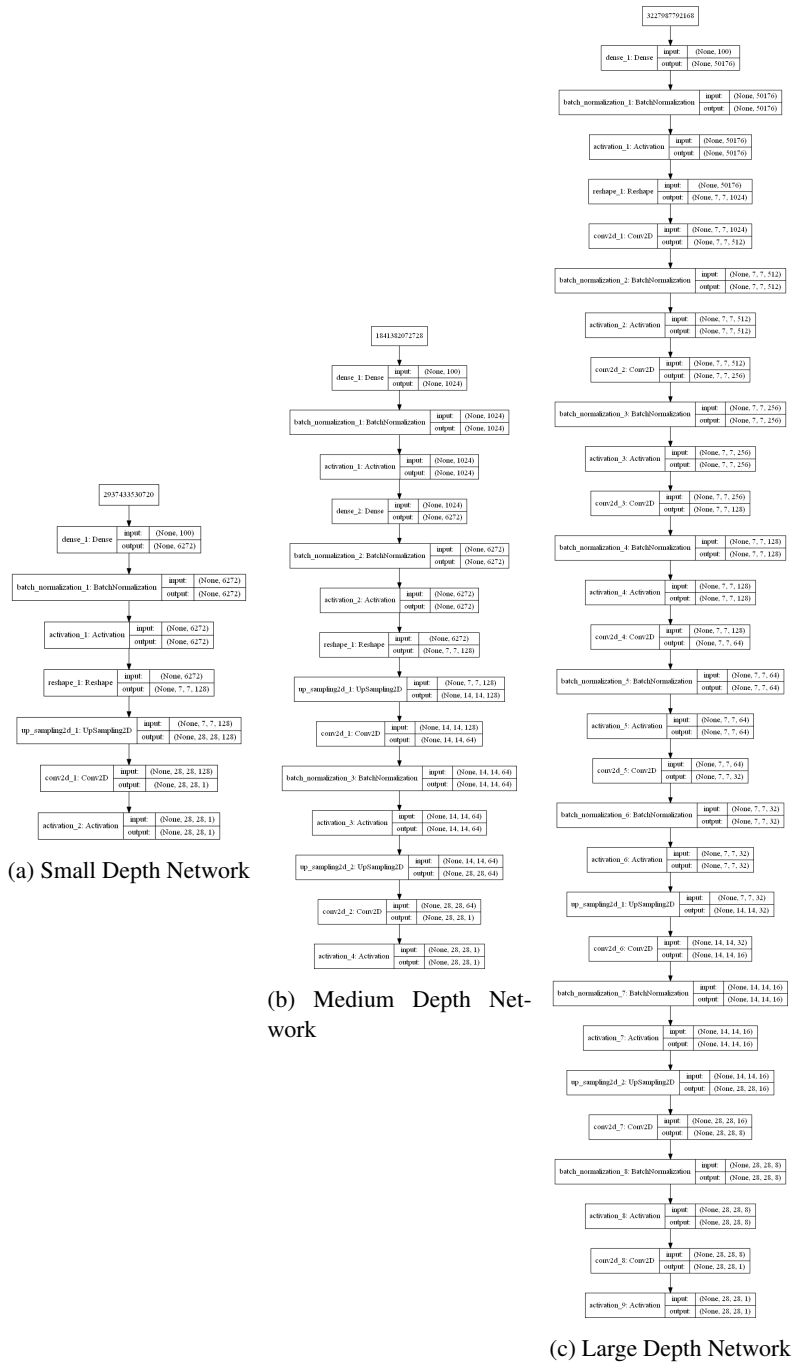 2937433530720
dense_1: Dense input: (None, 100)
output: (None, 6272)
batch_normalization_1: BatchNormalization input: (None, 6272)
output: (None, 6272)
activation_1: Activation input: (None, 6272)
output: (None, 6272)
reshape_1: Reshape input: (None, 6272)
output: (None, 7, 7, 128)
up_sampling2d_1: UpSampling2D input: (None, 7, 7, 128)
output: (None, 28, 28, 128)
conv2d_1: Conv2D input: (None, 28, 28, 128)
output: (None, 28, 28, 1)
activation_2: Activation input: (None, 28, 28, 1)
output: (None, 28, 28, 1)
(a) Small Depth Network
1841382072728
dense_1: Dense input: (None, 100)
output: (None, 1024)
batch_normalization_1: BatchNormalization input: (None, 1024)
output: (None, 1024)
activation_1: Activation input: (None, 1024)
output: (None, 1024)
dense_2: Dense input: (None, 1024)
output: (None, 6272)
batch_normalization_2: BatchNormalization input: (None, 6272)
output: (None, 6272)
activation_2: Activation input: (None, 6272)
output: (None, 6272)
reshape_1: Reshape input: (None, 6272)
output: (None, 7, 7, 128)
up_sampling2d_1: UpSampling2D input: (None, 7, 7, 128)
output: (None, 14, 14, 128)
conv2d_1: Conv2D input: (None, 14, 14, 128)
output: (None, 14, 14, 64)
batch_normalization_3: BatchNormalization input: (None, 14, 14, 64)
output: (None, 14, 14, 64)
activation_3: Activation input: (None, 14, 14, 64)
output: (None, 14, 14, 64)
up_sampling2d_2: UpSampling2D input: (None, 14, 14, 64)
output: (None, 28, 28, 64)
conv2d_2: Conv2D input: (None, 28, 28, 64)
output: (None, 28, 28, 1)
activation_4: Activation input: (None, 28, 28, 1)
output: (None, 28, 28, 1)
(b) Medium Depth Net-
work
3227987792168
dense_1: Dense input: (None, 100)
output: (None, 50176)
batch_normalization_1: BatchNormalization input: (None, 50176)
output: (None, 50176)
activation_1: Activation input: (None, 50176)
output: (None, 50176)
reshape_1: Reshape input: (None, 50176)
output: (None, 7, 7, 1024)
conv2d_1: Conv2D input: (None, 7, 7, 1024)
output: (None, 7, 7, 512)
batch_normalization_2: BatchNormalization input: (None, 7, 7, 512)
output: (None, 7, 7, 512)
activation_2: Activation input: (None, 7, 7, 512)
output: (None, 7, 7, 512)
conv2d_2: Conv2D input: (None, 7, 7, 512)
output: (None, 7, 7, 256)
batch_normalization_3: BatchNormalization input: (None, 7, 7, 256)
output: (None, 7, 7, 256)
activation_3: Activation input: (None, 7, 7, 256)
output: (None, 7, 7, 256)
conv2d_3: Conv2D input: (None, 7, 7, 256)
output: (None, 7, 7, 128)
batch_normalization_4: BatchNormalization input: (None, 7, 7, 128)
output: (None, 7, 7, 128)
activation_4: Activation input: (None, 7, 7, 128)
output: (None, 7, 7, 128)
conv2d_4: Conv2D input: (None, 7, 7, 128)
output: (None, 7, 7, 64)
batch_normalization_5: BatchNormalization input: (None, 7, 7, 64)
output: (None, 7, 7, 64)
activation_5: Activation input: (None, 7, 7, 64)
output: (None, 7, 7, 64)
conv2d_5: Conv2D input: (None, 7, 7, 64)
output: (None, 7, 7, 32)
batch_normalization_6: BatchNormalization input: (None, 7, 7, 32)
output: (None, 7, 7, 32)
activation_6: Activation input: (None, 7, 7, 32)
output: (None, 7, 7, 32)
up_sampling2d_1: UpSampling2D input: (None, 7, 7, 32)
output: (None, 14, 14, 32)
conv2d_6: Conv2D input: (None, 14, 14, 32)
output: (None, 14, 14, 16)
batch_normalization_7: BatchNormalization input: (None, 14, 14, 16)
output: (None, 14, 14, 16)
activation_7: Activation input: (None, 14, 14, 16)
output: (None, 14, 14, 16)
up_sampling2d_2: UpSampling2D input: (None, 14, 14, 16)
output: (None, 28, 28, 16)
conv2d_7: Conv2D input: (None, 28, 28, 16)
output: (None, 28, 28, 8)
batch_normalization_8: BatchNormalization input: (None, 28, 28, 8)
output: (None, 28, 28, 8)
activation_8: Activation input: (None, 28, 28, 8)
output: (None, 28, 28, 8)
conv2d_8: Conv2D input: (None, 28, 28, 8)
output: (None, 28, 28, 1)
activation_9: Activation input: (None, 28, 28, 1)
output: (None, 28, 28, 1)
(c) Large Depth Network